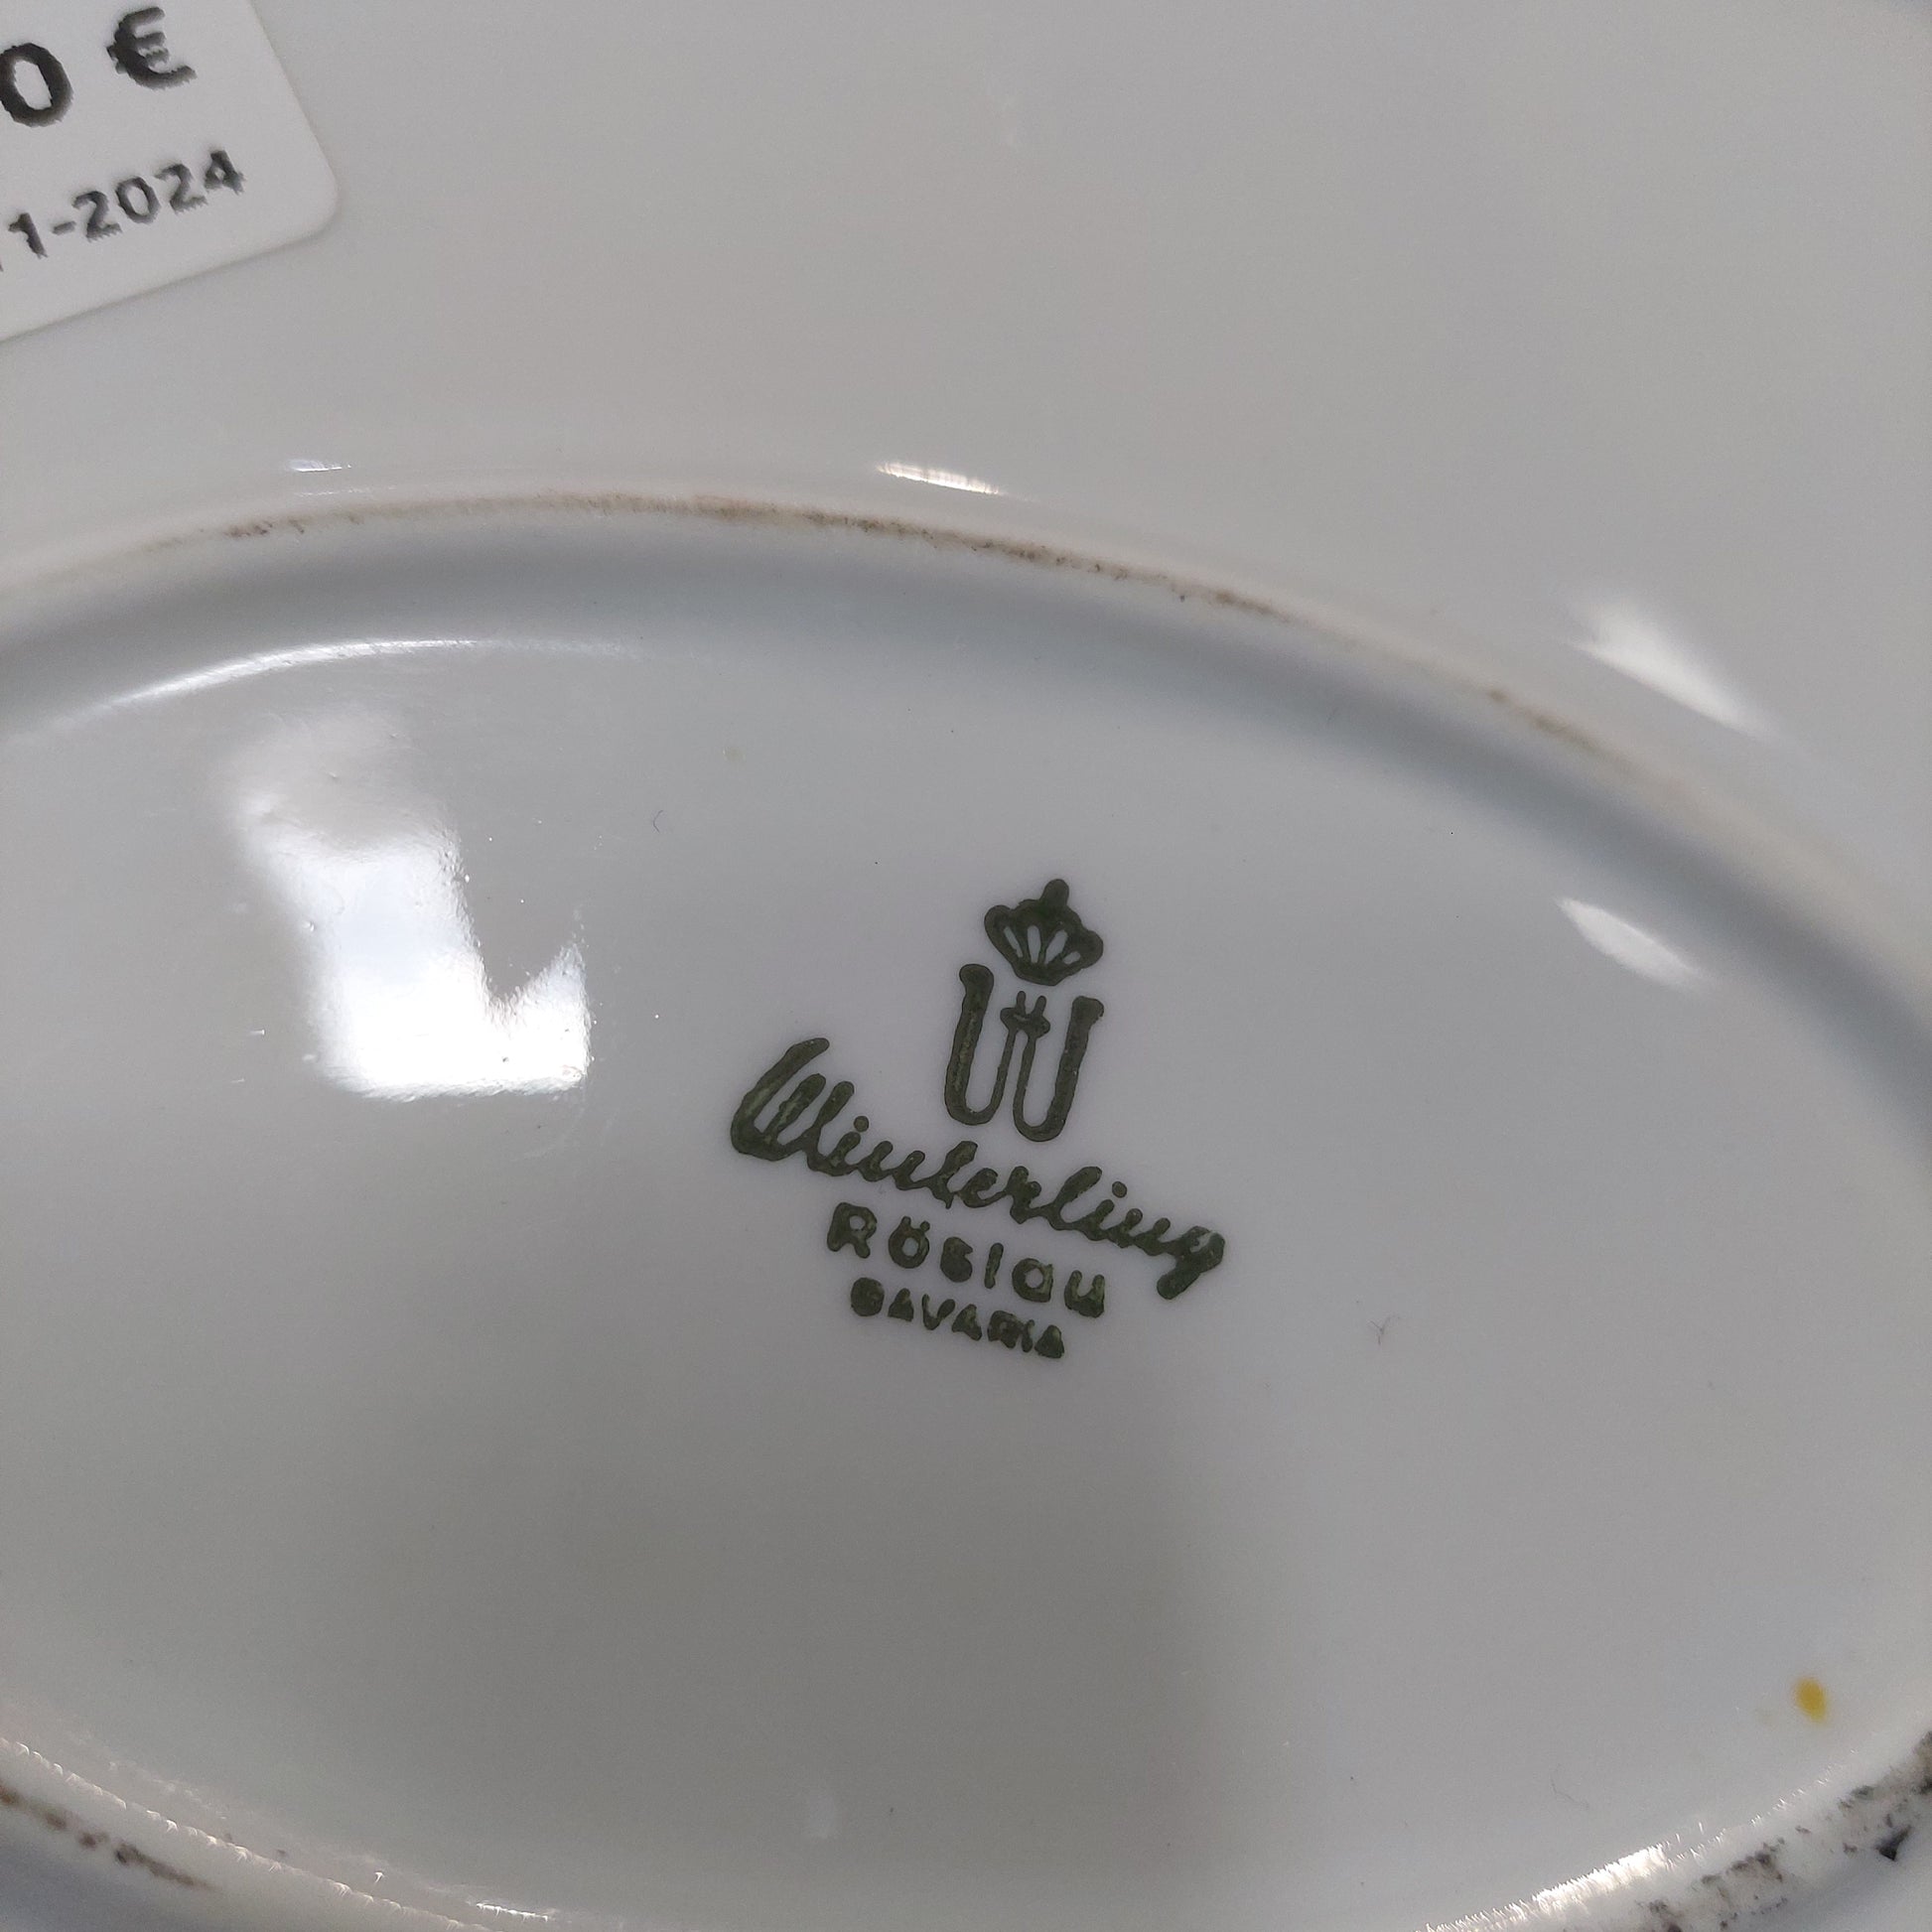 0 €
1-2024
W
Winterling
RÖSlau
BAVARIA